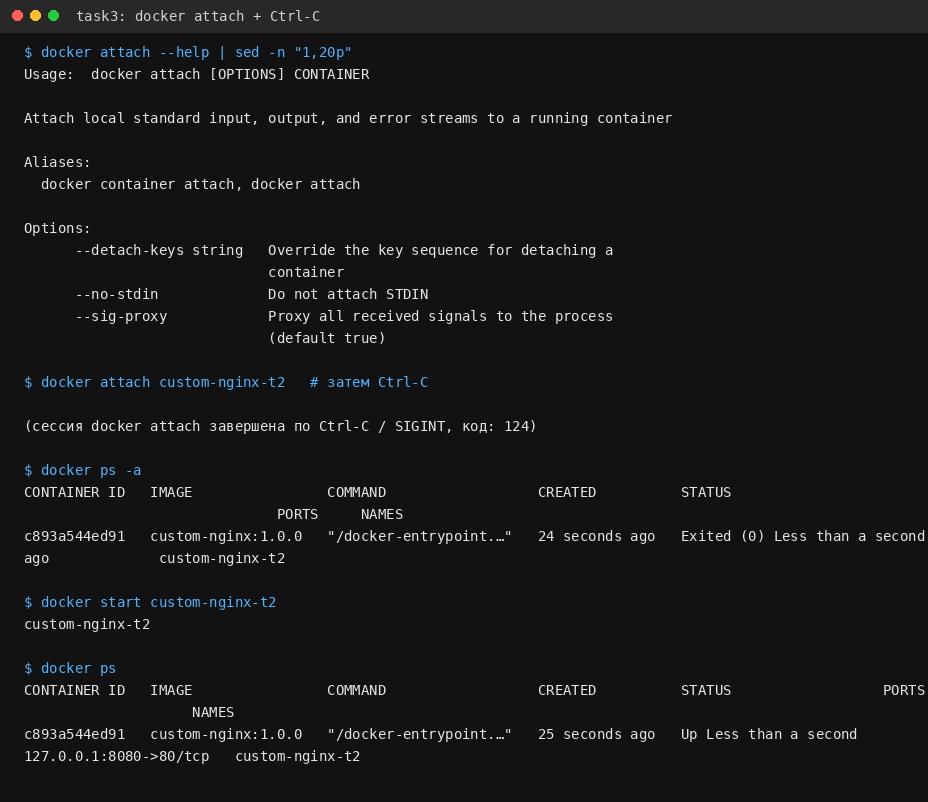 task3: docker attach + Ctrl-C
$ docker attach --help | sed -n "1,20p"
Usage:  docker attach [OPTIONS] CONTAINER
Attach local standard input, output, and error streams to a running container
Aliases:
  docker container attach, docker attach
Options:
      --detach-keys string   Override the key sequence for detaching a
                             container
      --no-stdin             Do not attach STDIN
      --sig-proxy            Proxy all received signals to the process
                             (default true)
$ docker attach custom-nginx-t2   # затем Ctrl-C
(сессия docker attach завершена по Ctrl-C / SIGINT, код: 124)
$ docker ps -a
CONTAINER ID   IMAGE                COMMAND                  CREATED          STATUS
                              PORTS     NAMES
c893a544ed91   custom-nginx:1.0.0   "/docker-entrypoint.…"   24 seconds ago   Exited (0) Less than a second
ago             custom-nginx-t2
$ docker start custom-nginx-t2
custom-nginx-t2
$ docker ps
CONTAINER ID   IMAGE                COMMAND                  CREATED          STATUS                  PORTS
                    NAMES
c893a544ed91   custom-nginx:1.0.0   "/docker-entrypoint.…"   25 seconds ago   Up Less than a second
127.0.0.1:8080->80/tcp   custom-nginx-t2